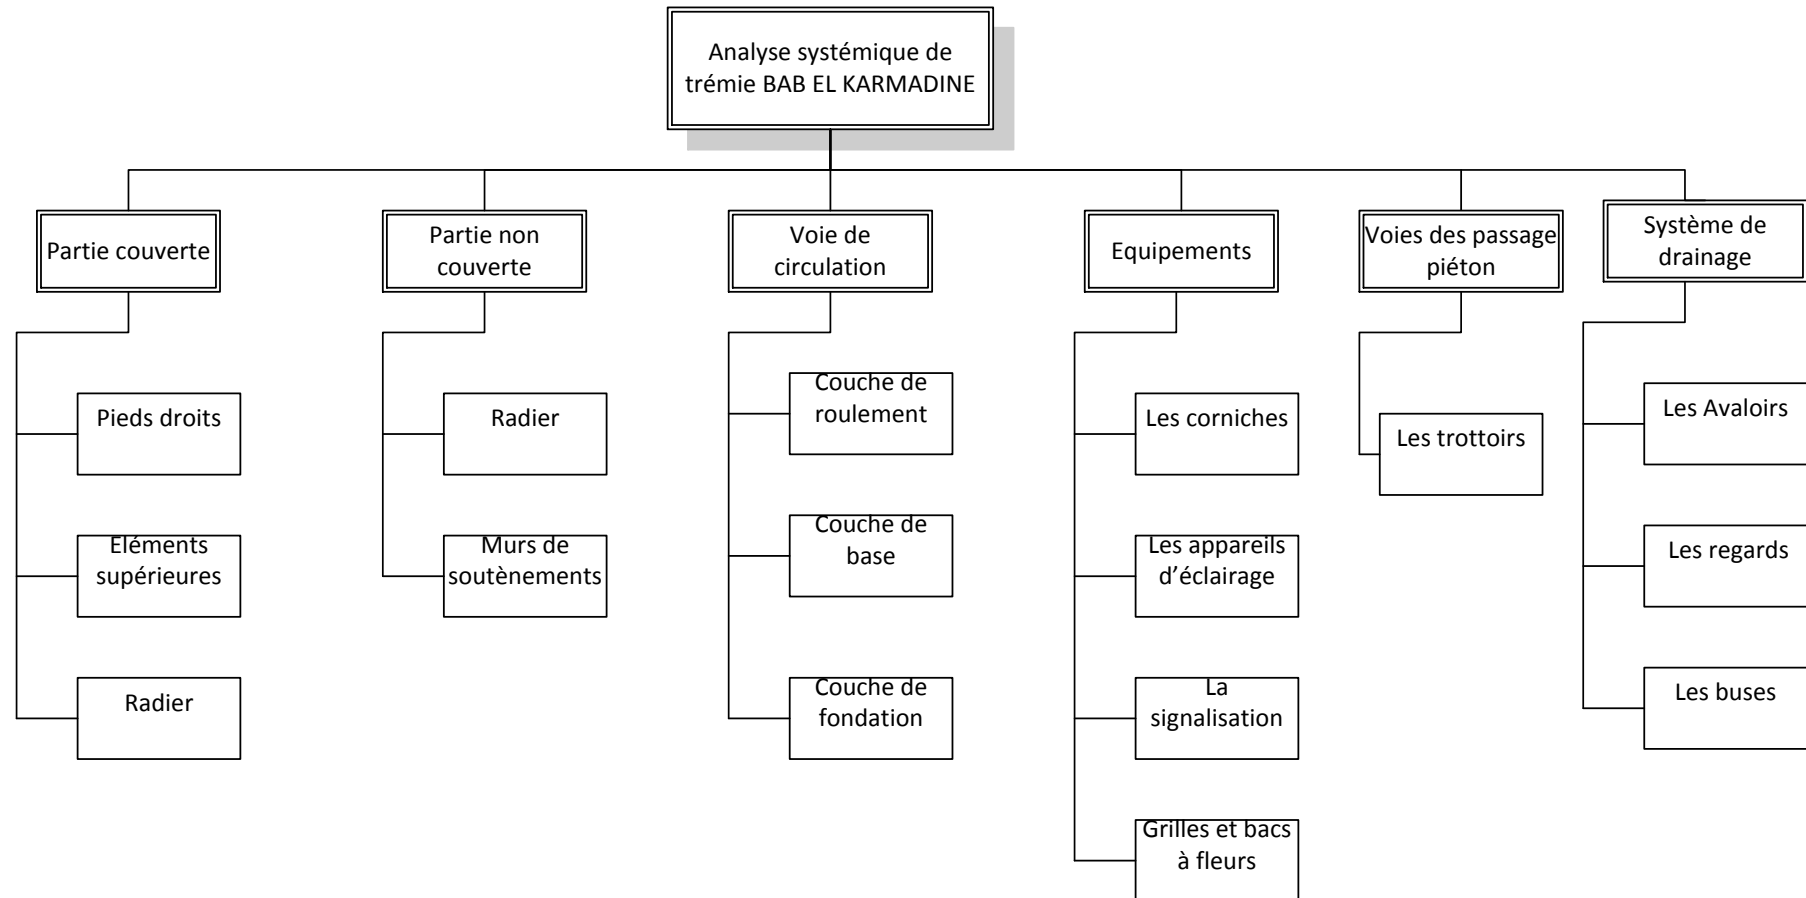 Analyse systémique de
trémie BAB EL KARMADINE
Partie couverte
Partie non
couverte
Voie de
circulation
Equipements
Voies des passage
piéton
Système de
drainage
Pieds droits
Eléments
supérieures
Radier
Radier
Murs de
soutènements
Couche de
roulement
Couche de
base
Couche de
fondation
Les corniches
Les appareils
d’éclairage
La
signalisation
Grilles et bacs
à fleurs
Les trottoirs
Les Avaloirs
Les regards
Les buses